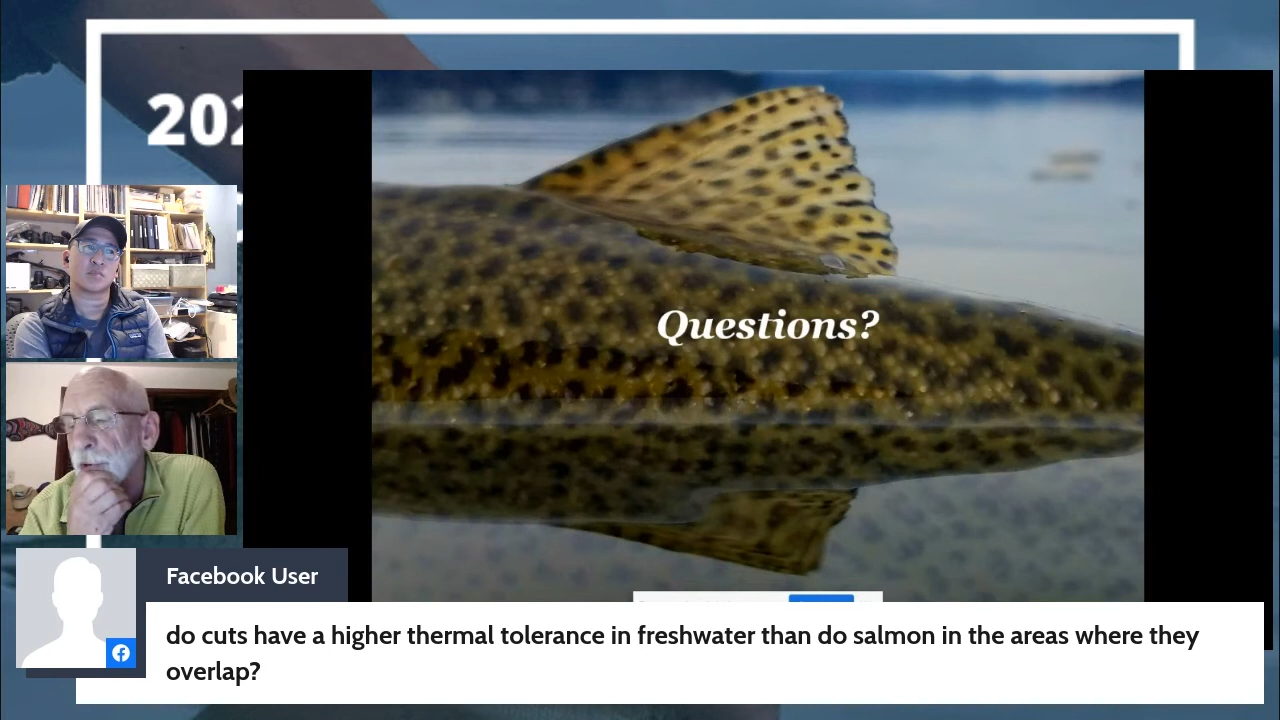 202
Questions?
Facebook User
do cuts have a higher thermal tolerance in freshwater than do salmon in the areas where they
overlap?